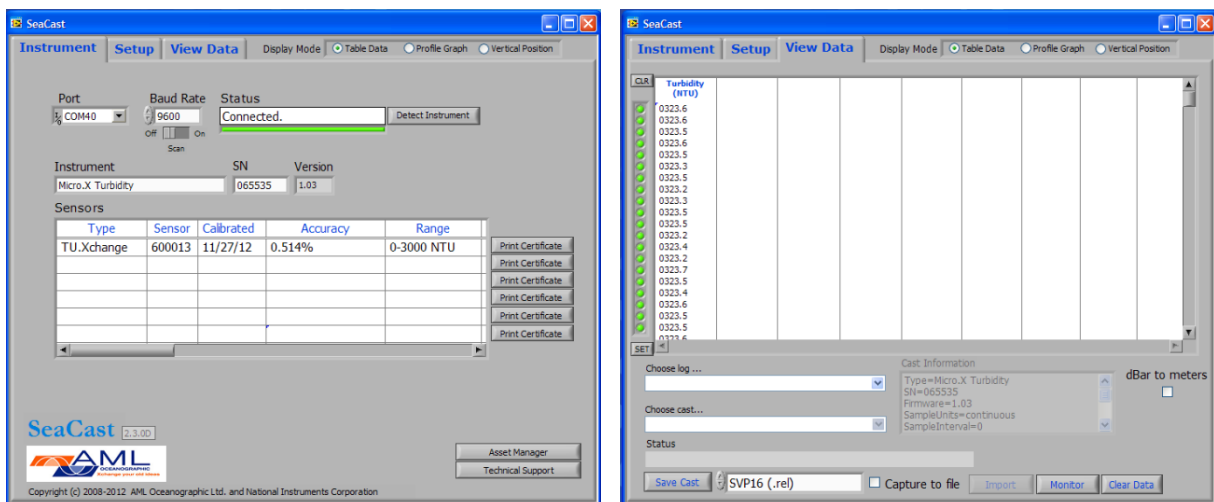 SeaCast
Instrument Setup View Data Display Mode Table Data Profile Graph Vertical Position
Port Baud Rate Status
COM40 9600 Connected. Detect Instrument
Off On
Scan
Instrument SN Version
Micro.X Turbidity 065535 1.03
Sensors
Type Sensor Calibrated Accuracy Range
TU.Xchange 600013 11/27/12 0.514% 0-3000 NTU Print Certificate
Print Certificate
Print Certificate
Print Certificate
Print Certificate
Print Certificate
SeaCast 2.3.0D
AML
OCEANOGRAPHIC
Exchange your old ideas
Asset Manager
Technical Support
Copyright (c) 2008-2012 AML Oceanographic Ltd. and National Instruments Corporation
SeaCast
Instrument Setup View Data Display Mode Table Data Profile Graph Vertical Position
CLR
Turbidity
(NTU)
0323.6
0323.6
0323.5
0323.6
0323.5
0323.3
0323.5
0323.2
0323.3
0323.5
0323.5
0323.2
0323.4
0323.2
0323.7
0323.5
0323.4
0323.6
0323.5
0323.5
0323.6
SET
Choose log ...
Choose cast...
Cast Information
Type=Micro.X Turbidity
SN=065535
Firmware=1.03
SampleUnits=continuous
SampleInterval=0
dBar to meters
Status
Save Cast SVP16 (.rel) Capture to file Import Monitor Clear Data